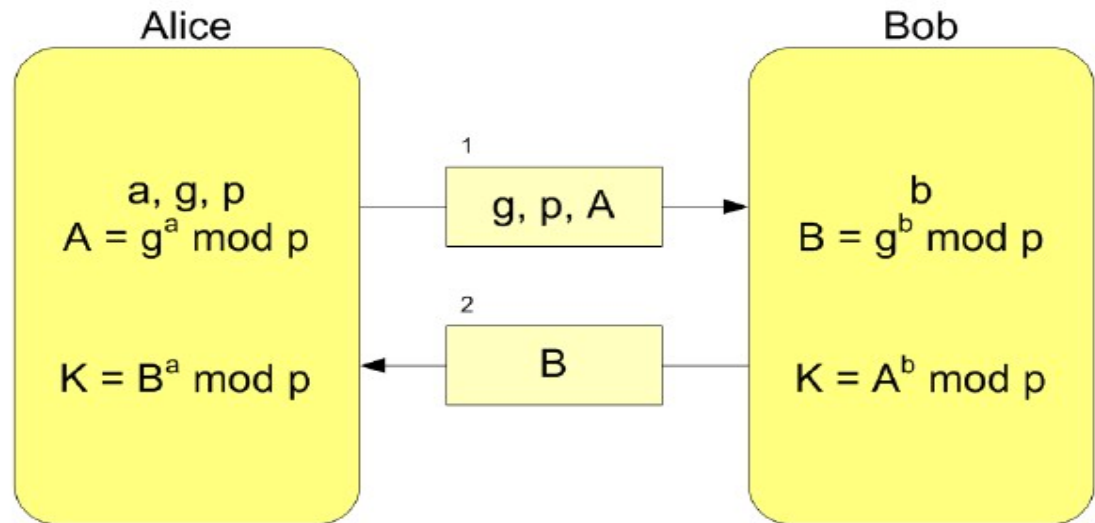 Alice
Bob
a, g, p
A = gᵃ mod p
K = Bᵃ mod p
1
g, p, A
2
B
b
B = gᵇ mod p
K = Aᵇ mod p